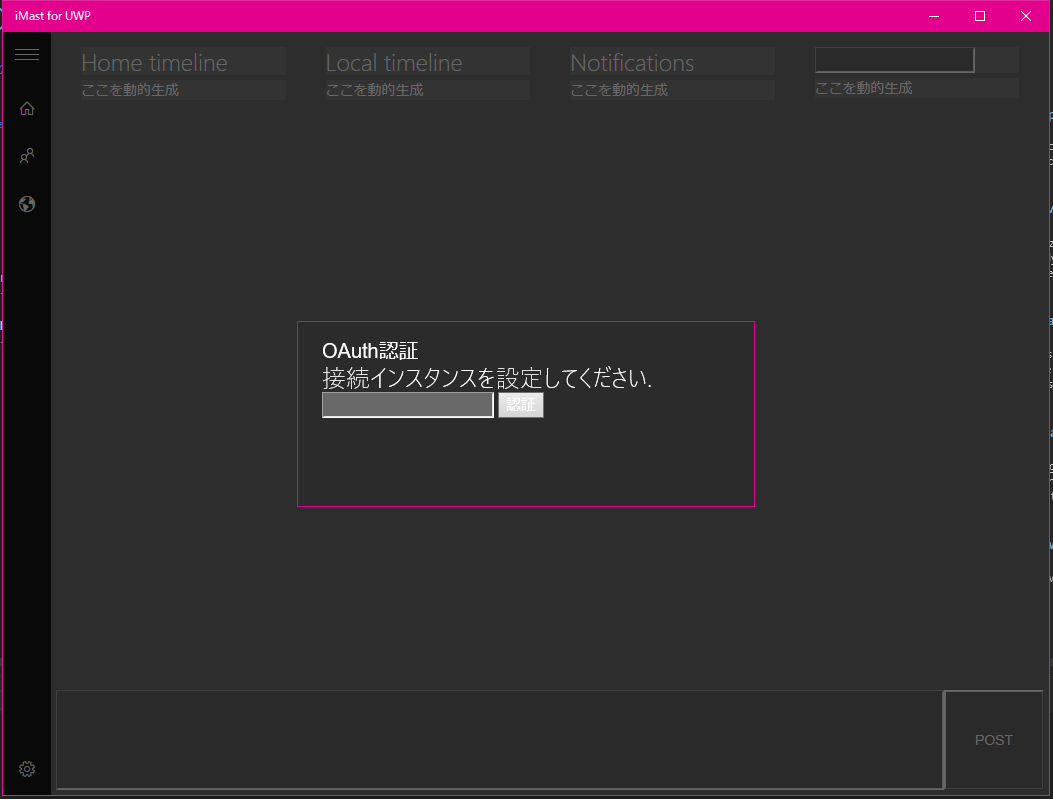 iMast for UWP
Home timeline
ここを動的生成
Local timeline
ここを動的生成
Notifications
ここを動的生成
ここを動的生成
OAuth認証
接続インスタンスを設定してください.
認証
POST